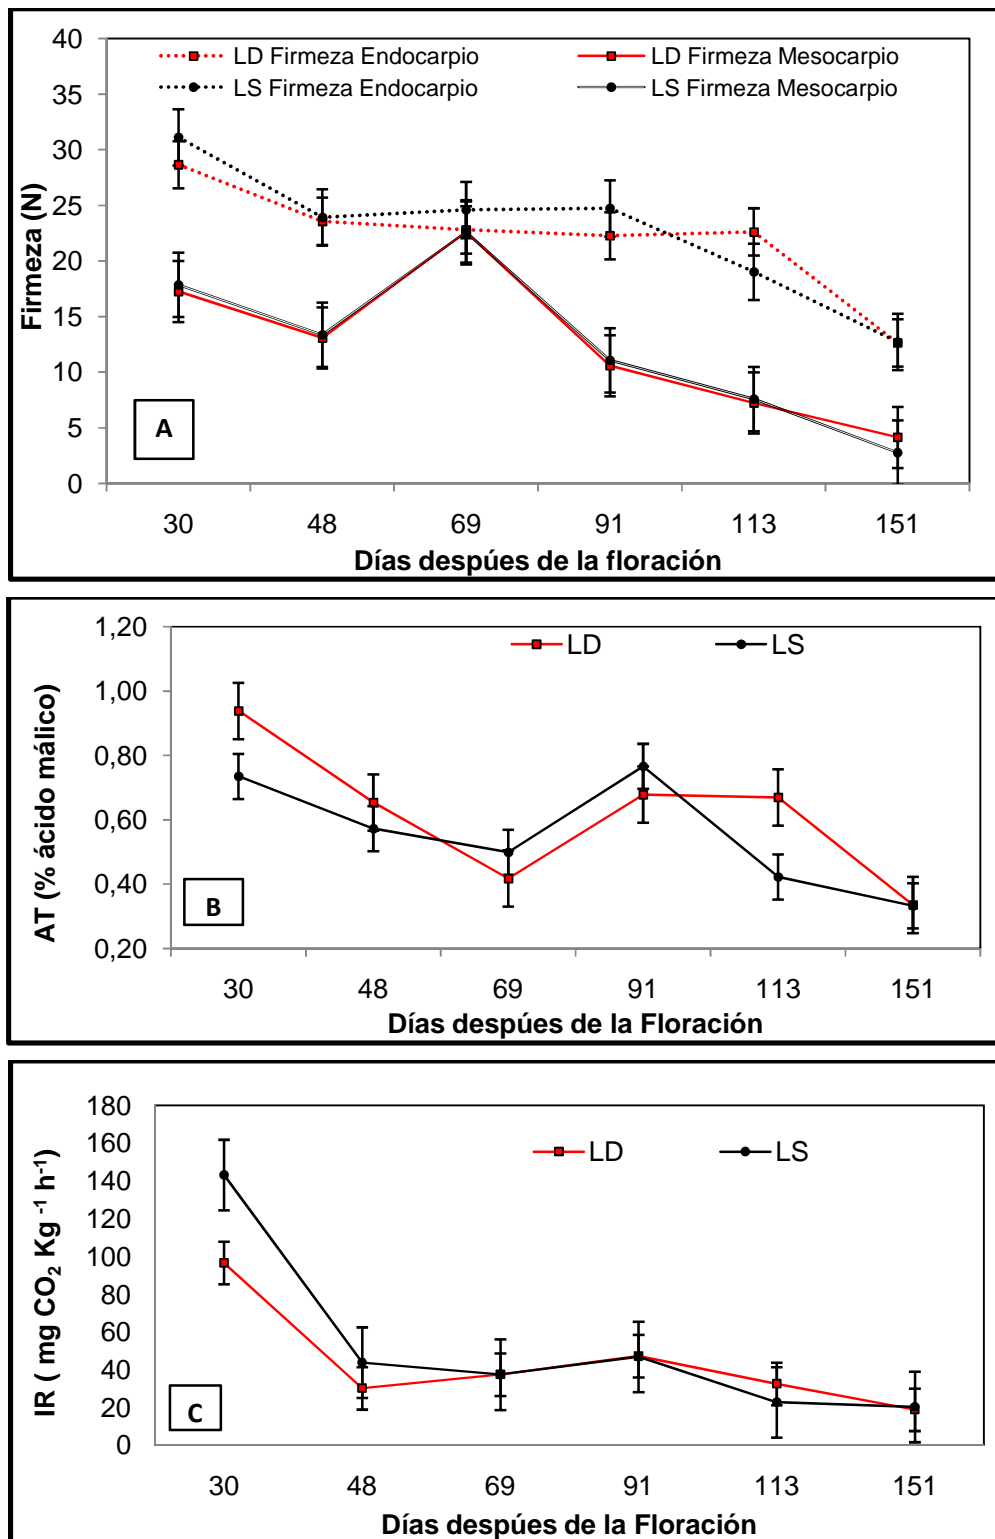 40
35
30
25
20
15
10
5
0
Firmeza (N)
LD Firmeza Endocarpio
LD Firmeza Mesocarpio
LS Firmeza Endocarpio
LS Firmeza Mesocarpio
A
30 48 69 91 113 151
Días despúes de la floración
1,20
1,00
0,80
0,60
0,40
0,20
AT (% ácido málico)
LD LS
B
30 48 69 91 113 151
Días despúes de la Floración
180
160
140
120
100
80
60
40
20
0
IR ( mg CO₂ Kg ⁻¹ h⁻¹)
LD LS
C
30 48 69 91 113 151
Días despúes de la Floración